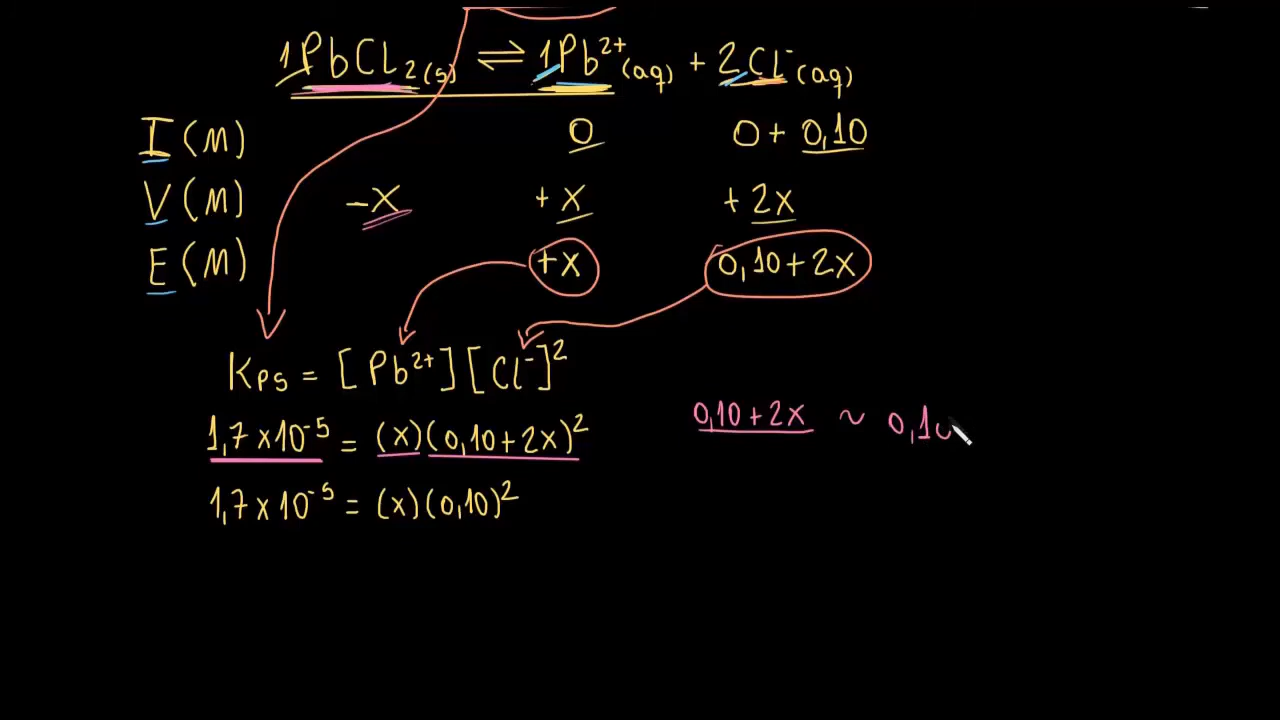 1PbCl₂(s) ⇌ 1Pb²⁺(aq) + 2Cl⁻(aq)
I (M) 0 0 + 0,10
V (M) -x + x + 2x
E (M) +x 0,10 + 2x
Kps = [Pb²⁺][Cl⁻]²
1,7 x 10⁻⁵ = (x)(0,10 + 2x)² 0,10 + 2x ~ 0,10
1,7 x 10⁻⁵ = (x)(0,10)²